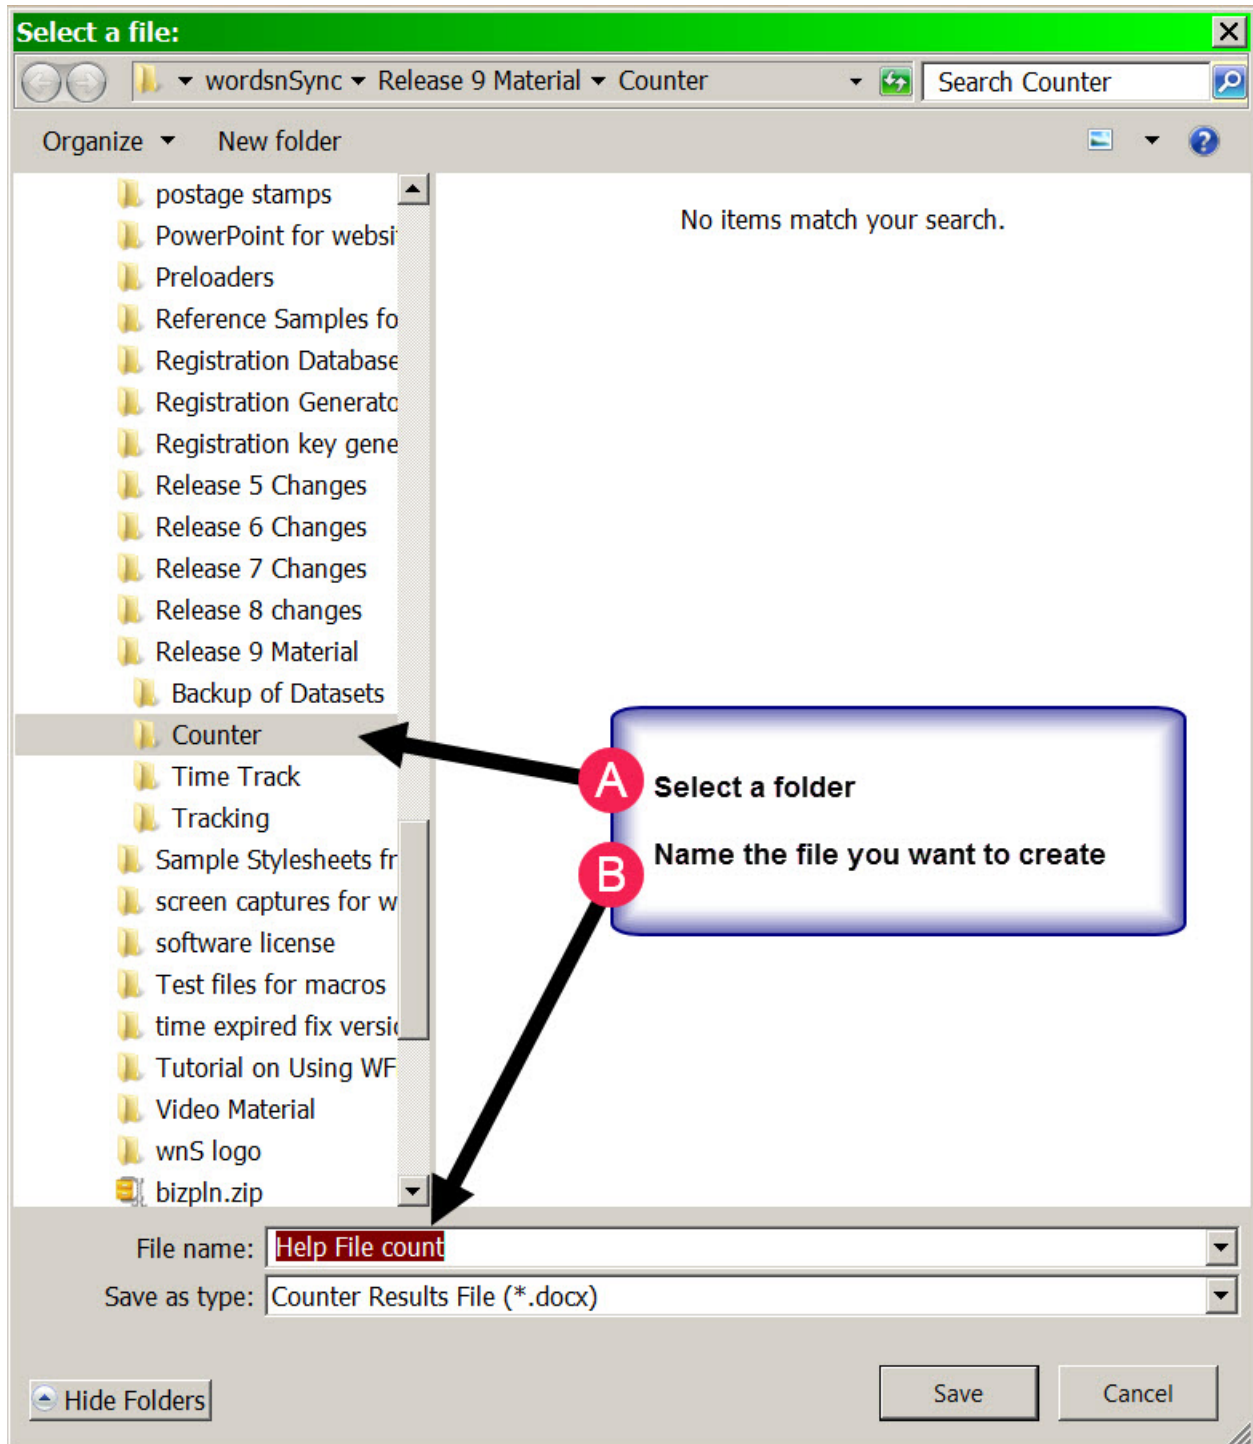 Select a file:
wordsnSync Release 9 Material Counter Search Counter
Organize New folder
No items match your search.
postage stamps
PowerPoint for websi
Preloaders
Reference Samples fo
Registration Database
Registration Generato
Registration key gene
Release 5 Changes
Release 6 Changes
Release 7 Changes
Release 8 changes
Release 9 Material
Backup of Datasets
Counter
Time Track
Tracking
Sample Stylesheets fr
screen captures for w
software license
Test files for macros
time expired fix versio
Tutorial on Using WF
Video Material
wnS logo
bizpln.zip
A Select a folder
B Name the file you want to create
File name: Help File count
Save as type: Counter Results File (*.docx)
Hide Folders Save Cancel